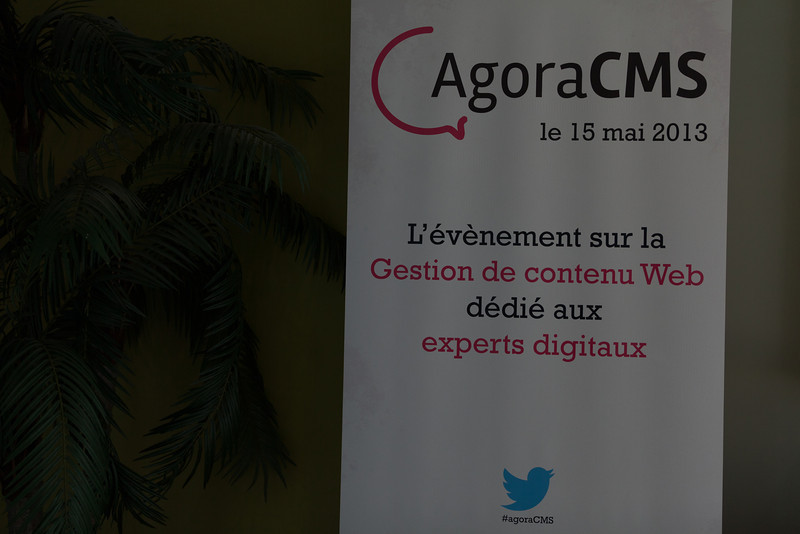 AgoraCMS
le 15 mai 2013
L'évènement sur la
Gestion de contenu Web
dédié aux
experts digitaux
#agoraCMS